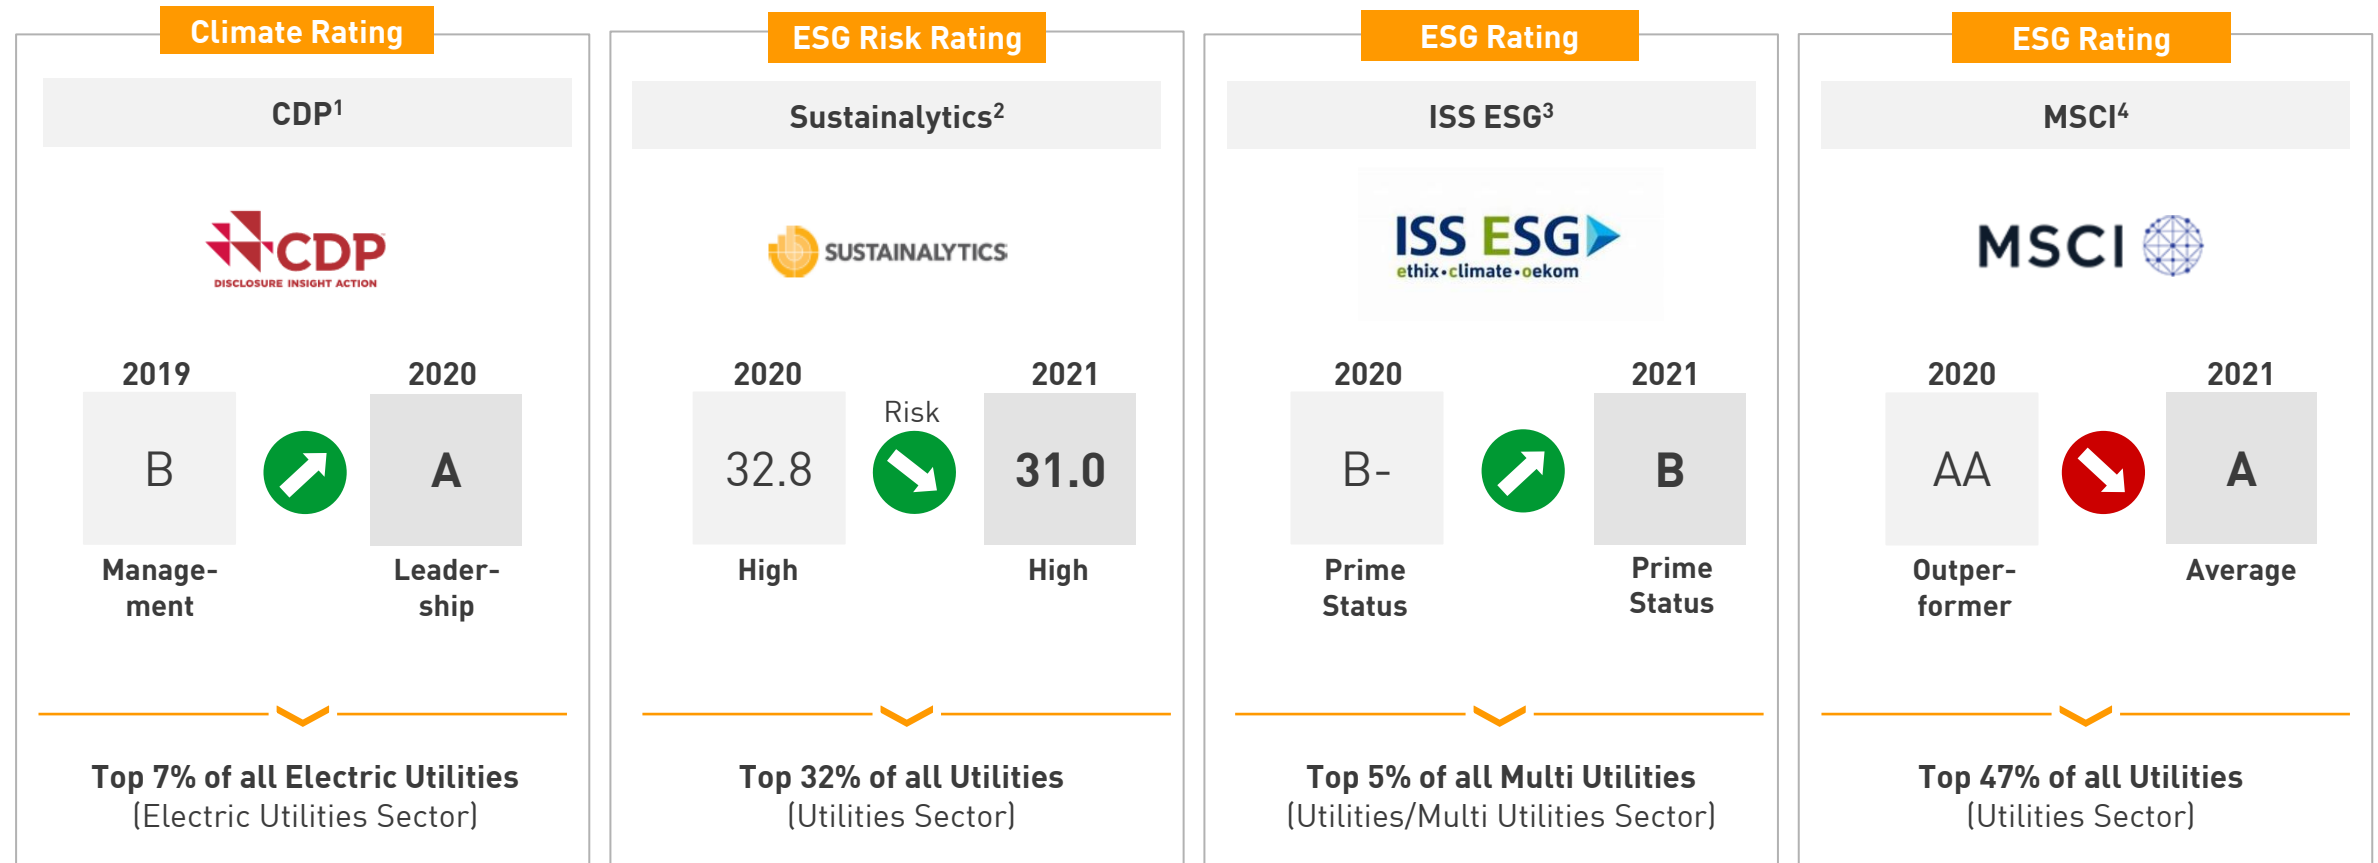 Climate Rating
CDP¹
CDP
DISCLOSURE INSIGHT ACTION
2019
2020
B
A
Manage-
ment
Leader-
ship
Top 7% of all Electric Utilities
(Electric Utilities Sector)
ESG Risk Rating
Sustainalytics²
SUSTAINALYTICS
2020
2021
Risk
32.8
31.0
High
High
Top 32% of all Utilities
(Utilities Sector)
ESG Rating
ISS ESG³
ISS ESG
ethix·climate·oekom
2020
2021
B-
B
Prime
Status
Prime
Status
Top 5% of all Multi Utilities
(Utilities/Multi Utilities Sector)
ESG Rating
MSCI⁴
MSCI
2020
2021
AA
A
Outper-
former
Average
Top 47% of all Utilities
(Utilities Sector)